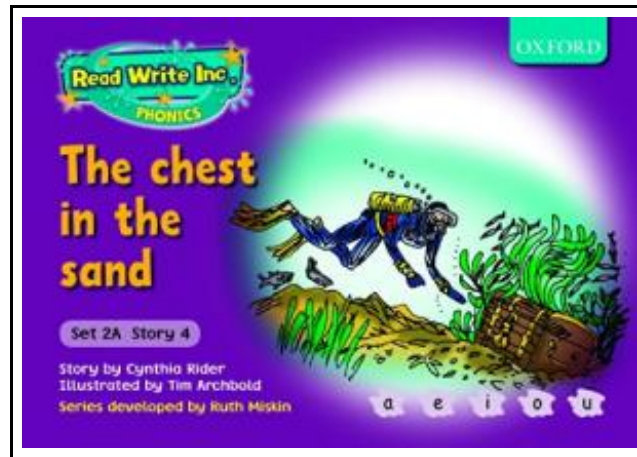 OXFORD
Read Write Inc.
PHONICS
The chest
in the
sand
Set 2A Story 4
Story by Cynthia Rider
Illustrated by Tim Archbold
Series developed by Ruth Miskin
a e i o u